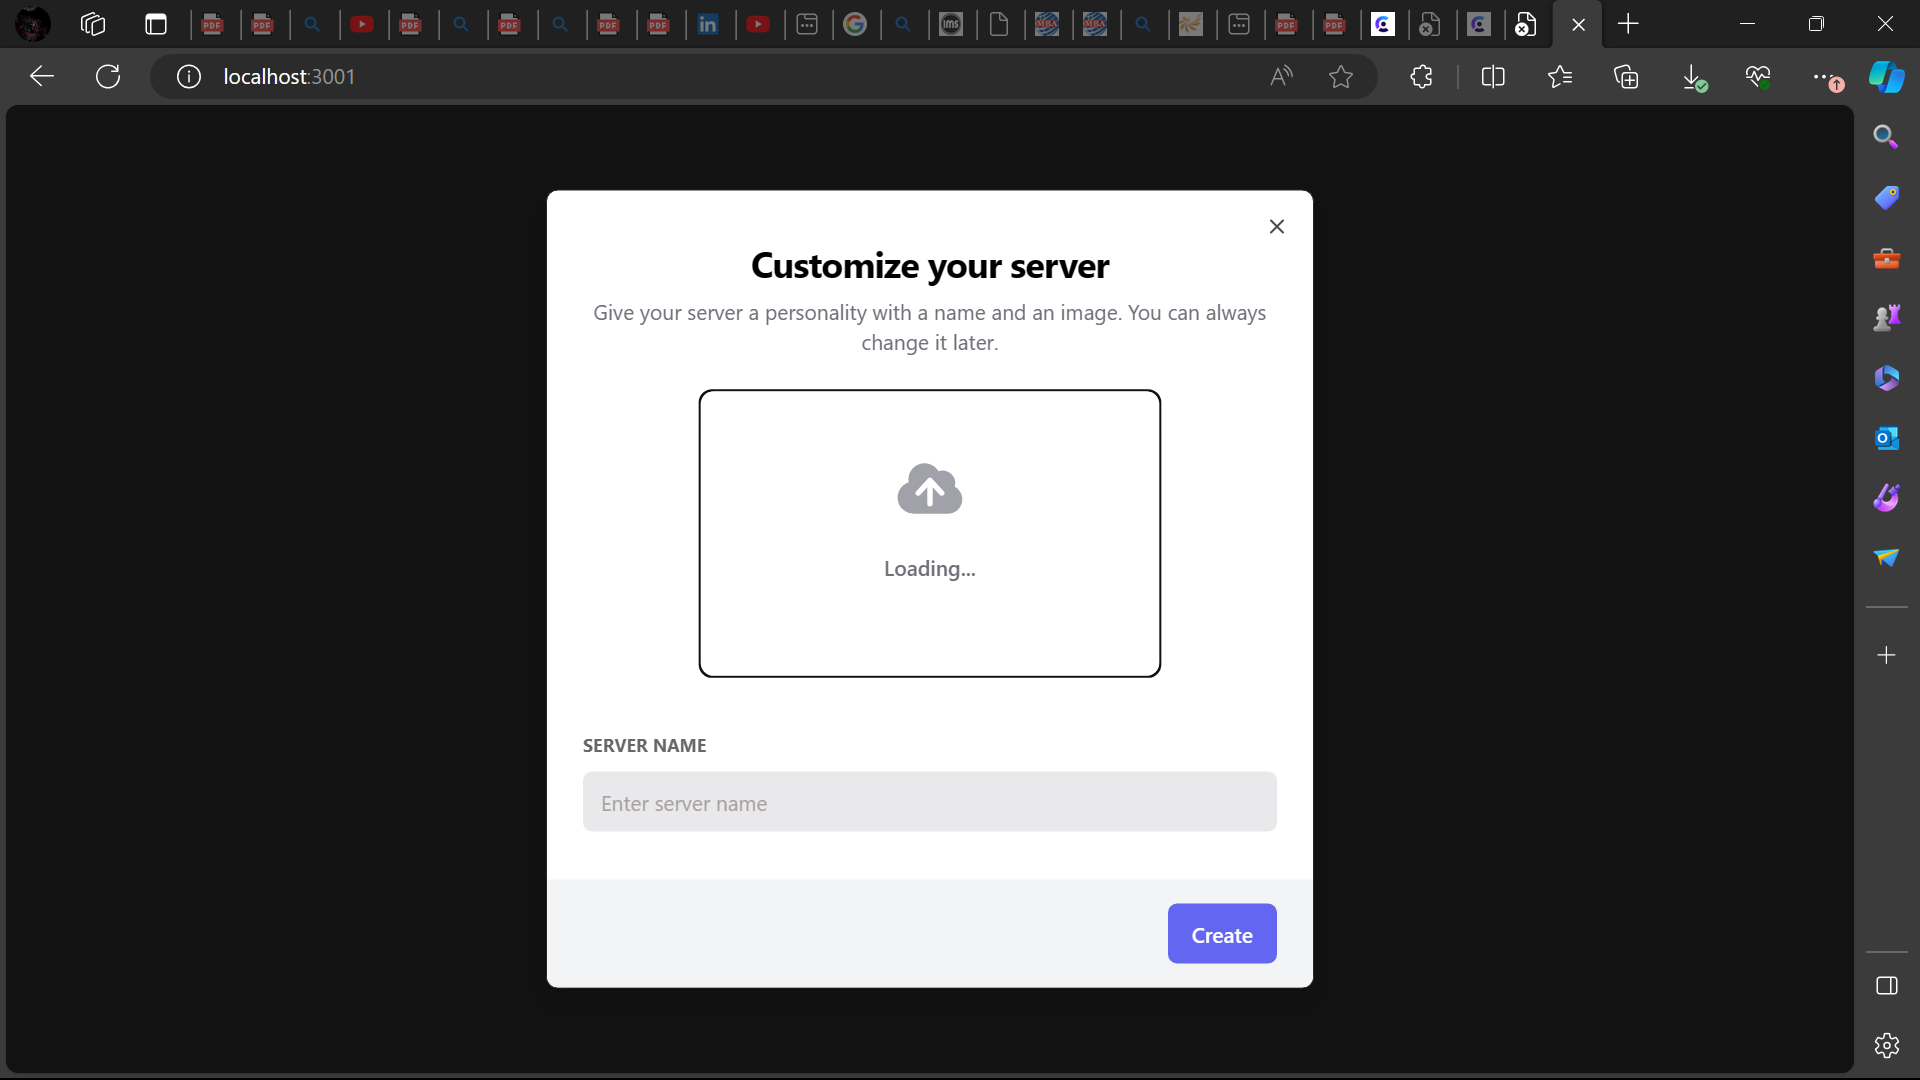 localhost:3001
Customize your server
Give your server a personality with a name and an image. You can always
change it later.
Loading...
SERVER NAME
Enter server name
Create